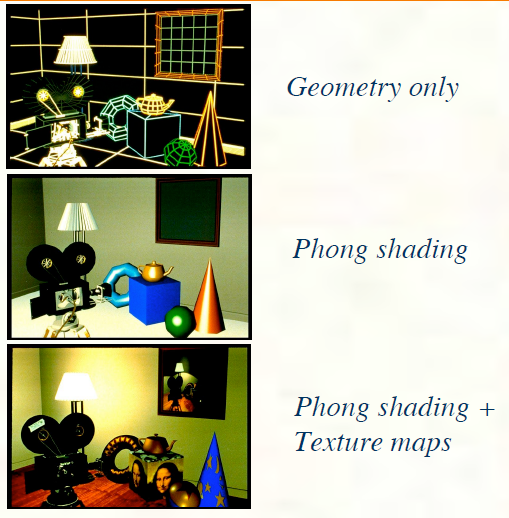 Geometry only
Phong shading
Phong shading +
Texture maps